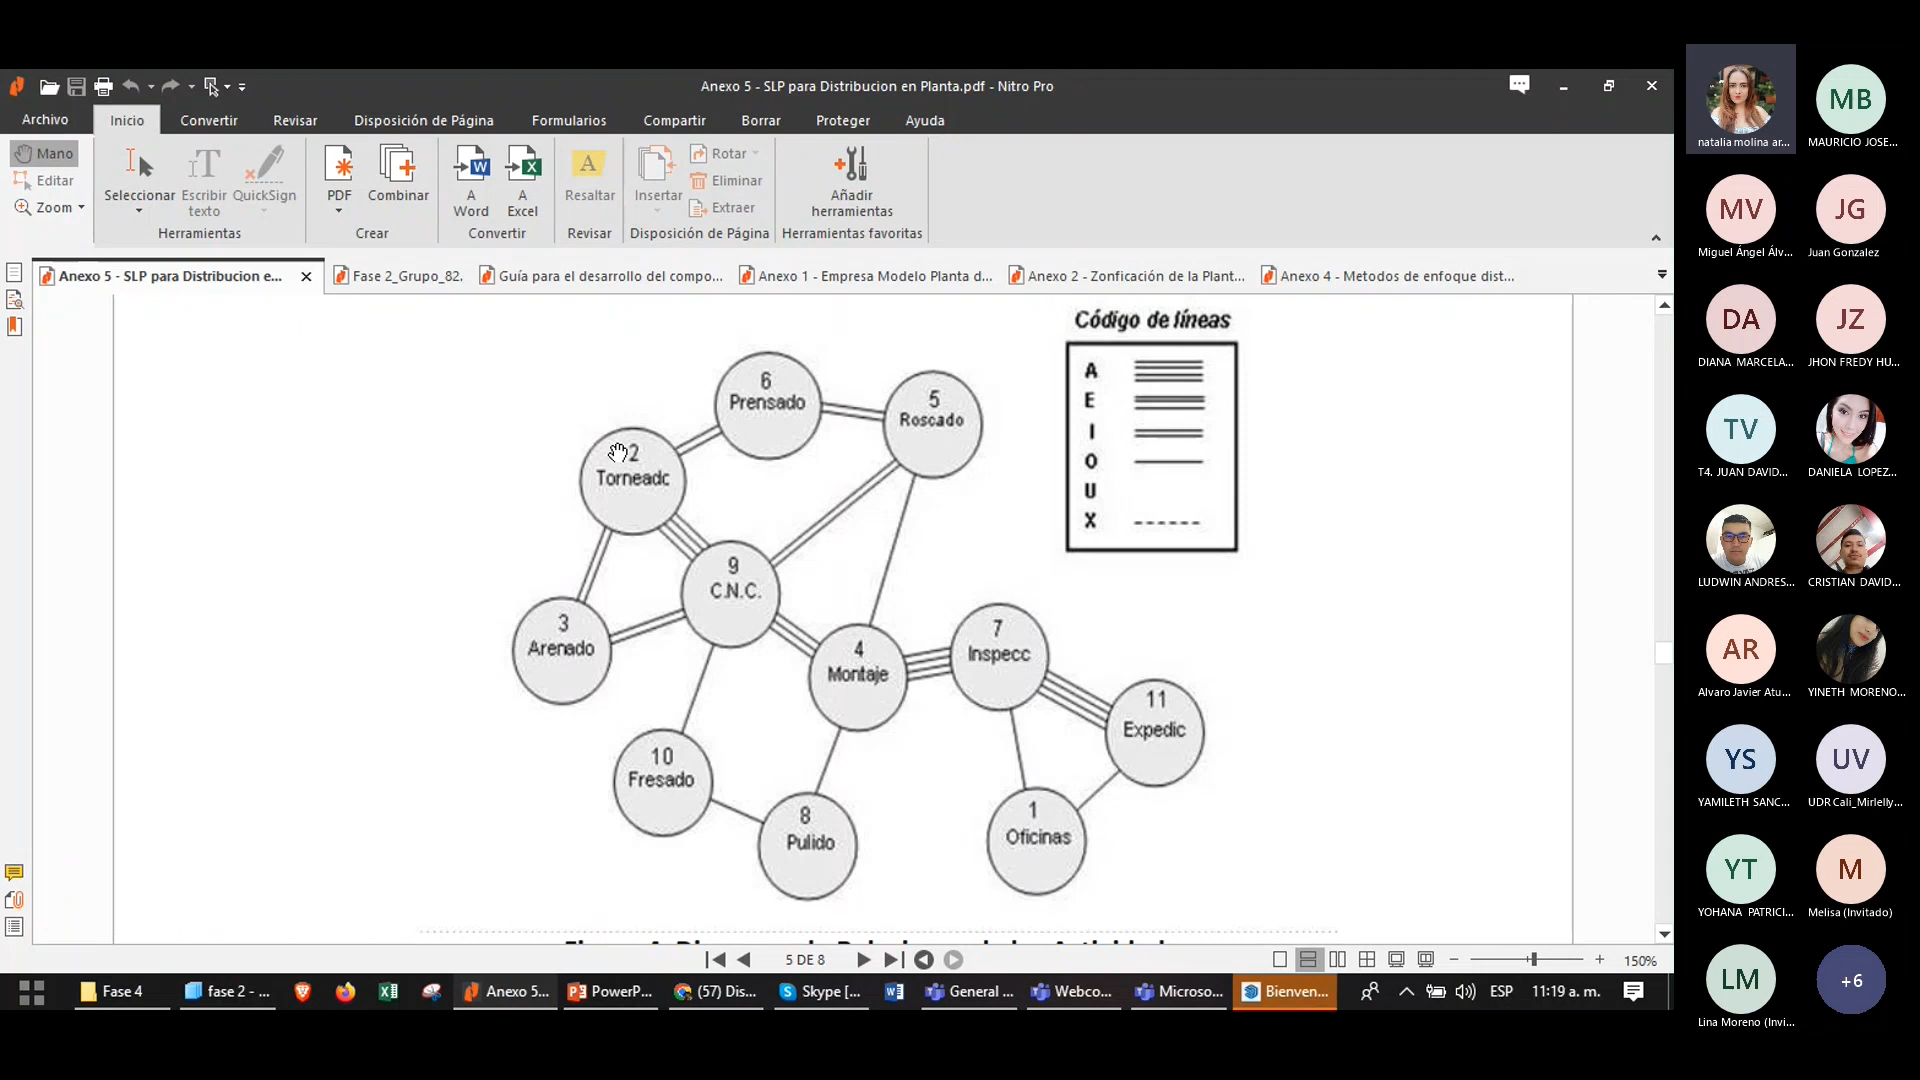 Anexo 5 - SLP para Distribucion en Planta.pdf - Nitro Pro
Archivo Inicio Convertir Revisar Disposición de Página Formularios Compartir Borrar Proteger Ayuda
Mano
Editar
Zoom
Seleccionar
Escribir texto
QuickSign
Herramientas
PDF
Combinar
Crear
A Word
A Excel
Convertir
Resaltar
Revisar
Insertar
Rotar
Eliminar
Extraer
Disposición de Página
Añadir herramientas
Herramientas favoritas
Anexo 5 - SLP para Distribucion e...
Fase 2_Grupo_82.
Guía para el desarrollo del compo...
Anexo 1 - Empresa Modelo Planta d...
Anexo 2 - Zonficación de la Plant...
Anexo 4 - Metodos de enfoque dist...
Código de líneas
A
E
I
O
U
X
6
Prensado
5
Roscado
2
Torneadc
9
C.N.C.
3
Arenado
4
Montaje
7
Inspecc
11
Expedic
10
Fresado
8
Pulido
1
Oficinas
5 DE 8
150%
Fase 4
fase 2 - ...
Anexo 5...
PowerP...
(57) Dis...
Skype [...
General ...
Webco...
Microso...
Bienven...
ESP
11:19 a. m.
natalia molina ar...
MB
MAURICIO JOSE...
MV
Miguel Ángel Álv...
JG
Juan Gonzalez
DA
DIANA MARCELA...
JZ
JHON FREDY HU...
TV
T4. JUAN DAVID...
DANIELA LOPEZ...
LUDWIN ANDRES...
CRISTIAN DAVID...
AR
Alvaro Javier Atu...
YINETH MORENO...
YS
YAMILETH SANC...
UV
UDR Cali_Mirlelly...
YT
YOHANA PATRICI...
M
Melisa (Invitado)
LM
Lina Moreno (Invi...
+6